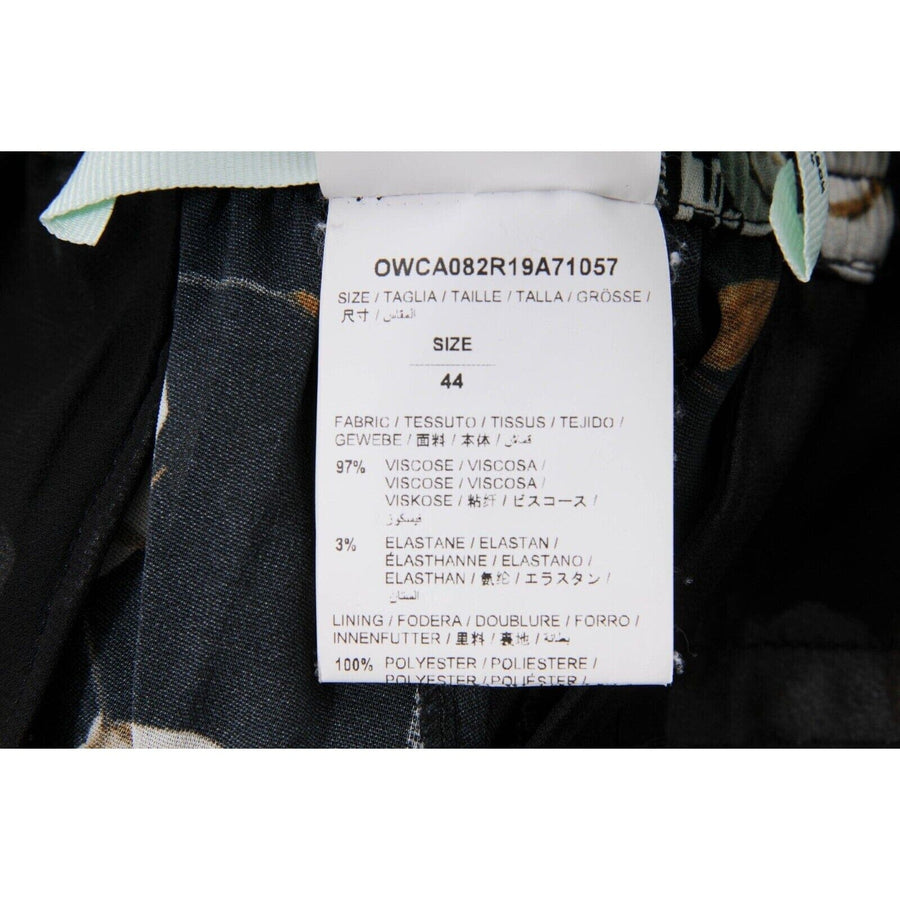 OWCA082R19A71057
SIZE / TAGLIA / TAILLE / TALLA / GRÖSSE /
尺寸 / المقاس
SIZE
44
FABRIC / TESSUTO / TISSUS / TEJIDO /
GEWEBE / 面料 / 本体 / قماش
97% VISCOSE / VISCOSA /
VISCOSE / VISCOSA /
VISKOSE / 粘纤 / ビスコース /
فيسكوز
3% ELASTANE / ELASTAN /
ÉLASTHANNE / ELASTANO /
ELASTHAN / 氨纶 / エラスタン /
الستان
LINING / FODERA / DOUBLURE / FORRO /
INNENFUTTER / 里料 / 裏地 / بطانة
100% POLYESTER / POLIESTERE /
POLYESTER / POLIÉSTER /